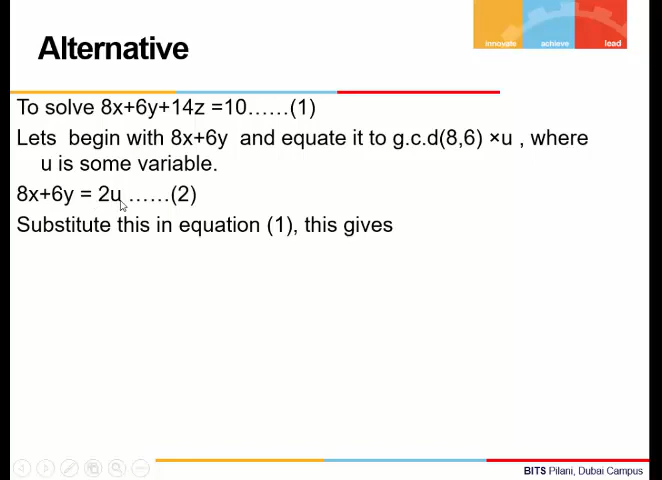 Alternative
innovate achieve lead
To solve 8x+6y+14z =10……(1)
Lets begin with 8x+6y and equate it to g.c.d(8,6) ×u , where
u is some variable.
8x+6y = 2u ……(2)
Substitute this in equation (1), this gives
BITS Pilani, Dubai Campus